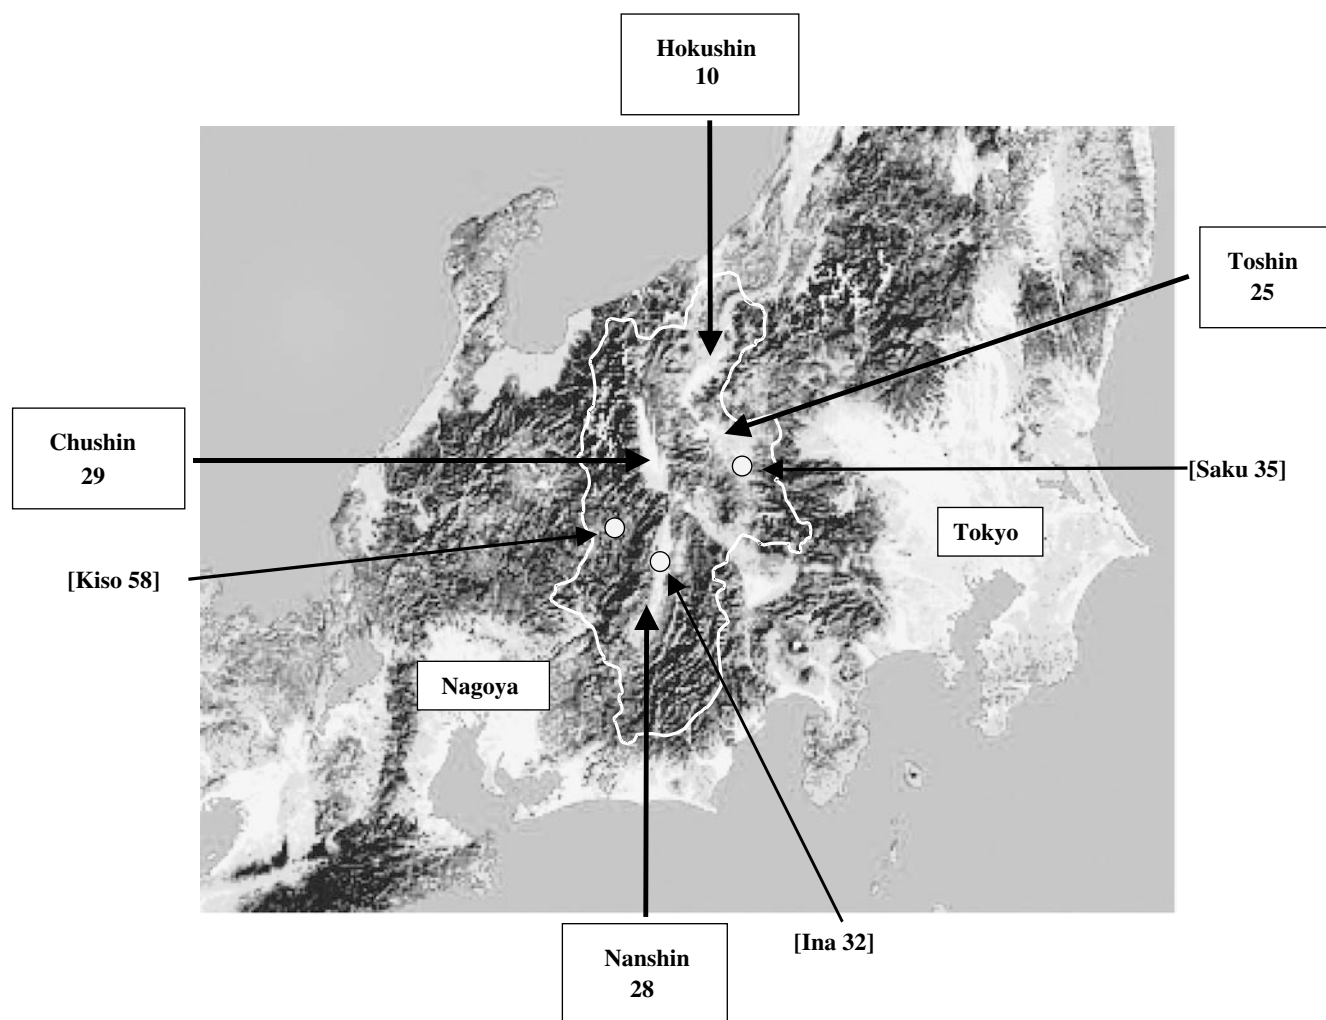 Hokushin
10
Toshin
25
Chushin
29
[Saku 35]
Tokyo
[Kiso 58]
Nagoya
[Ina 32]
Nanshin
28